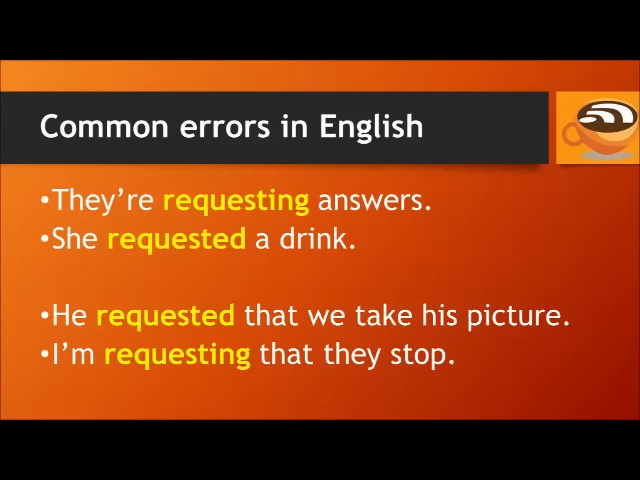 Common errors in English
•They’re requesting answers.
•She requested a drink.
•He requested that we take his picture.
•I’m requesting that they stop.